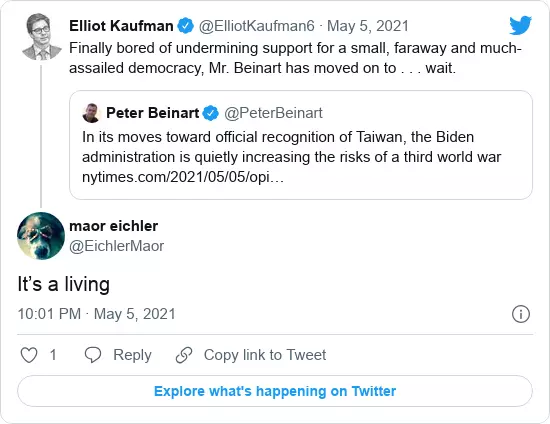 Elliot Kaufman @ElliotKaufman6 · May 5, 2021
Finally bored of undermining support for a small, faraway and much-
assailed democracy, Mr. Beinart has moved on to . . . wait.
Peter Beinart @PeterBeinart
In its moves toward official recognition of Taiwan, the Biden
administration is quietly increasing the risks of a third world war
nytimes.com/2021/05/05/opi…
maor eichler
@EichlerMaor
It’s a living
10:01 PM · May 5, 2021
1 Reply Copy link to Tweet
Explore what's happening on Twitter